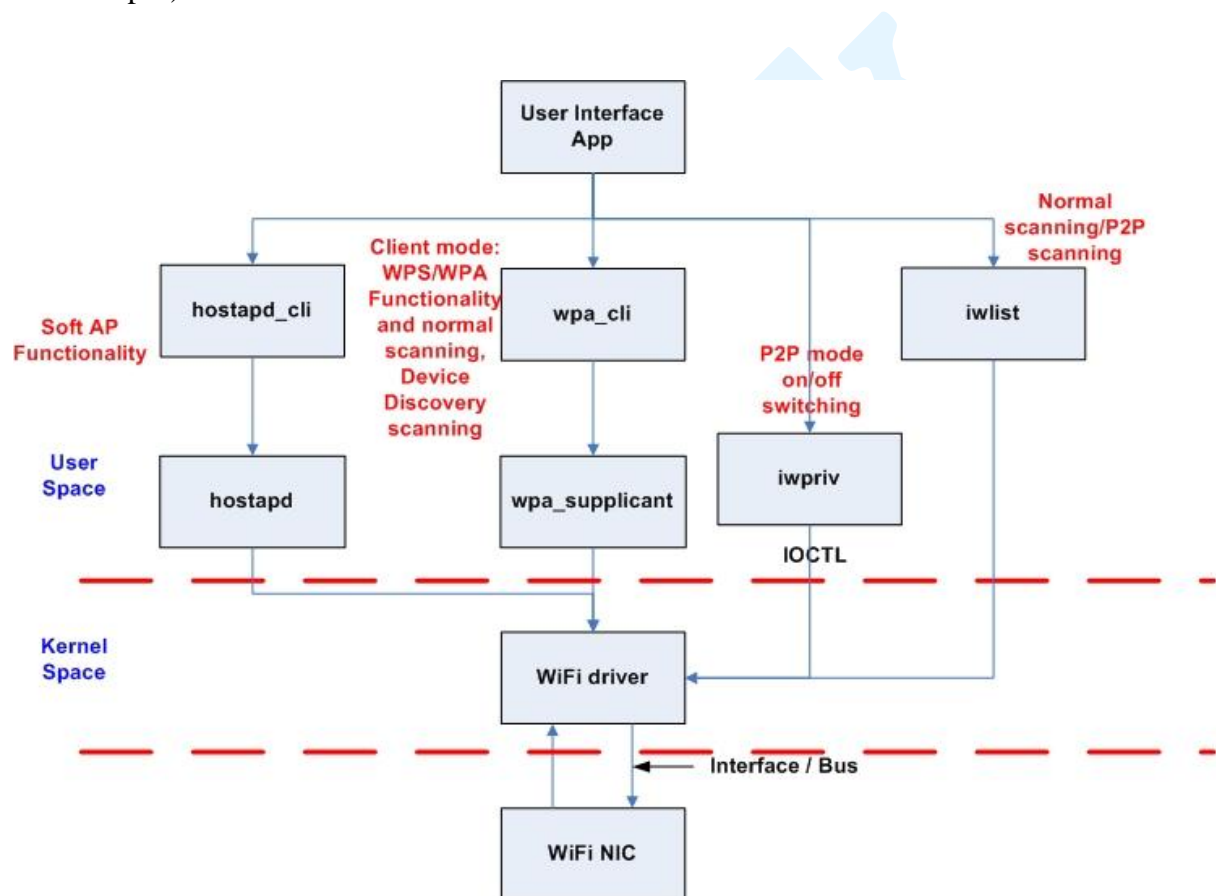 User Interface
App
Normal
scanning/P2P
scanning
Client mode:
WPS/WPA
Functionality
and normal
scanning,
Device
Discovery
scanning
hostapd_cli
wpa_cli
iwlist
Soft AP
Functionality
P2P mode
on/off
switching
User
Space
hostapd
wpa_supplicant
iwpriv
IOCTL
Kernel
Space
WiFi driver
Interface / Bus
WiFi NIC